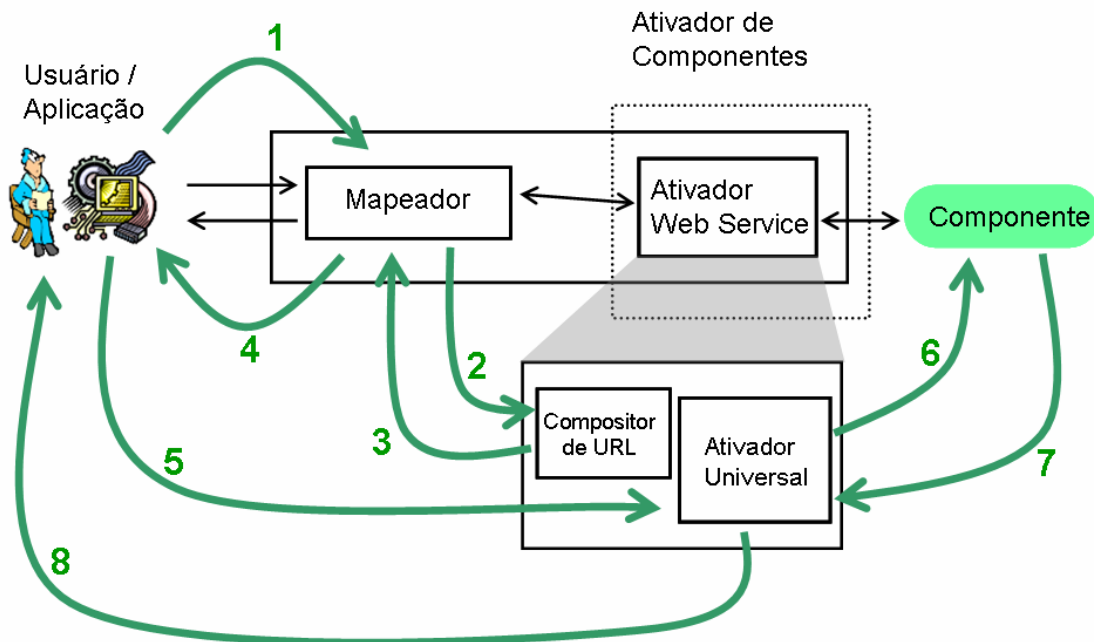 1
Ativador de
Componentes
Usuário /
Aplicação
Mapeador
Ativador
Web Service
Componente
4
2
6
3
Compositor
de URL
Ativador
Universal
5
7
8